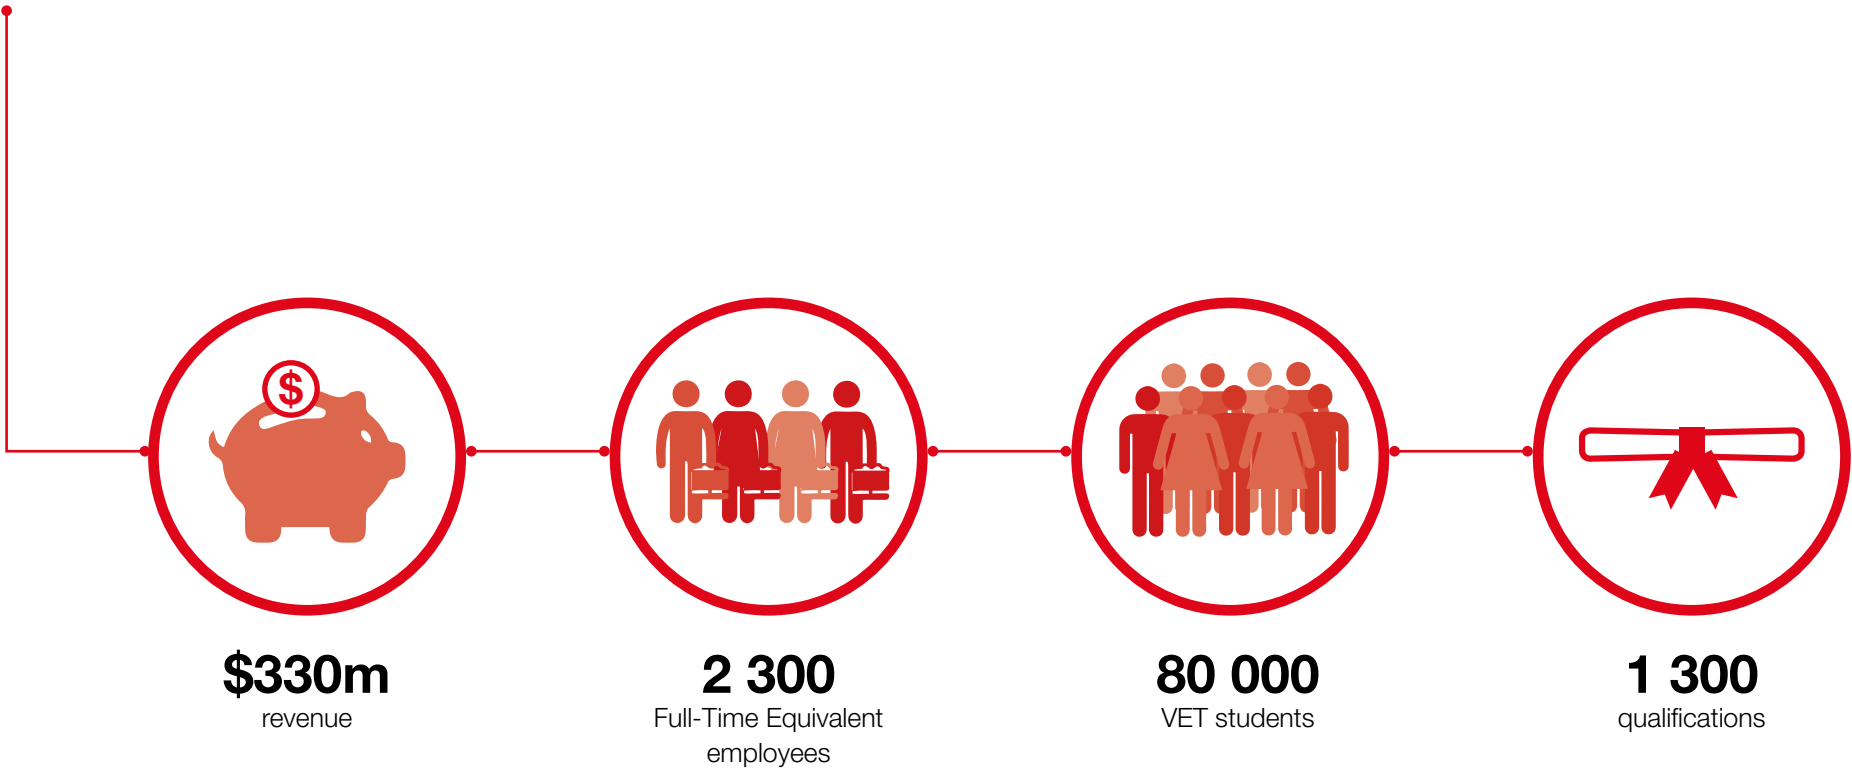 $
$330m
revenue
2 300
Full-Time Equivalent
employees
80 000
VET students
1 300
qualifications